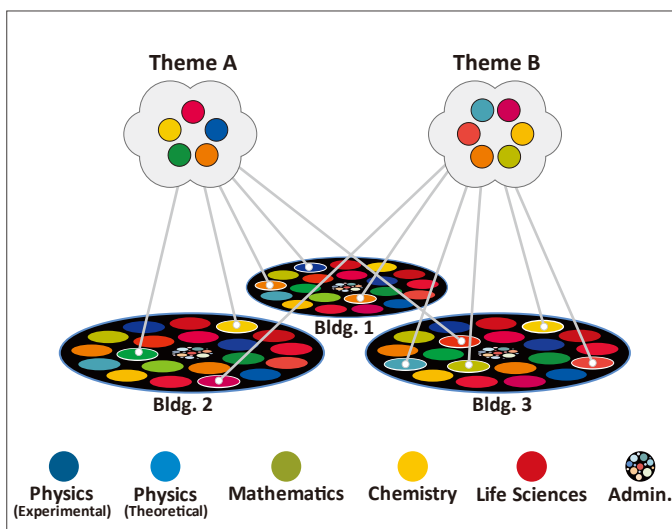 Theme A
Theme B
Bldg. 1
Bldg. 2
Bldg. 3
Physics
(Experimental)
Physics
(Theoretical)
Mathematics
Chemistry
Life Sciences
Admin.